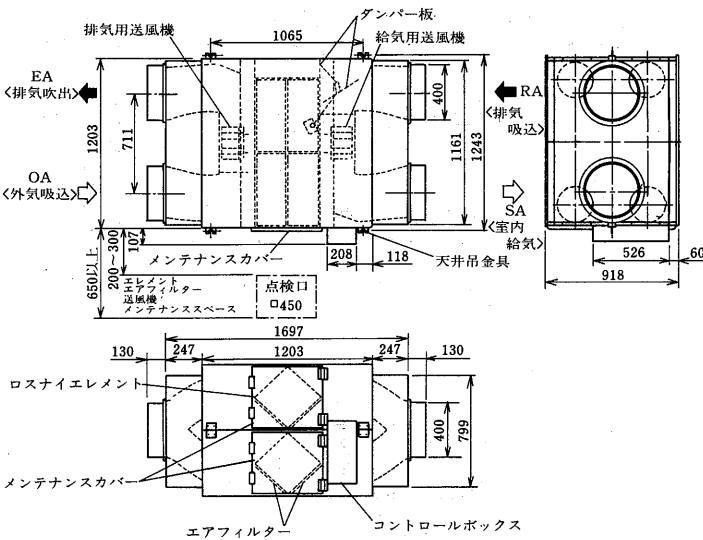 ダンパー板
排気用送風機
1065
給気用送風機
EA
〈排気吹出〉
RA
〈排気
吸込〉
400
1203
711
1161
1243
OA
〈外気吸込〉
SA
〈室内
給気〉
107
200～300
650以上
メンテナンスカバー
208
118
天井吊金具
526
60
918
エレメント
エアフィルター
送風機
メンテナンススペース
点検口
□450
1697
130
247
1203
247
130
ロスナイエレメント
400
799
メンテナンスカバー
エアフィルター
コントロールボックス